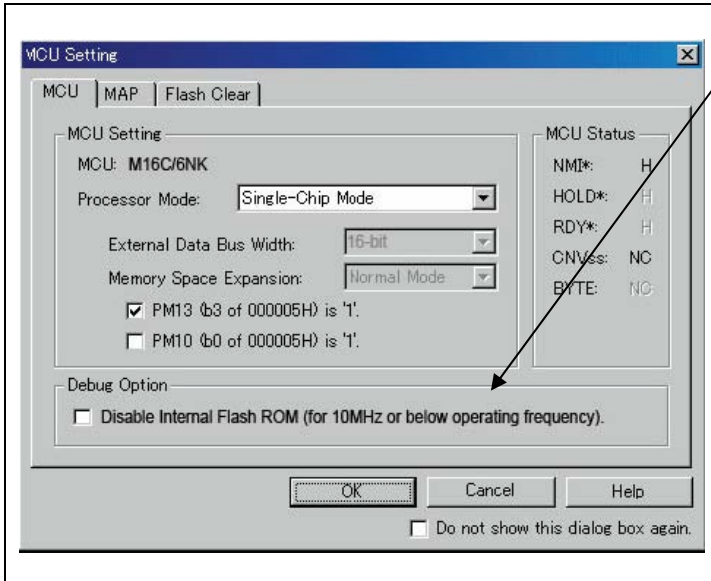 MCU Setting
MCU
MAP
Flash Clear
MCU Setting
MCU: M16C/6NK
Processor Mode: Single-Chip Mode
External Data Bus Width: 16-bit
Memory Space Expansion: Normal Mode
PM13 (b3 of 000005H) is '1'.
PM10 (b0 of 000005H) is '1'.
MCU Status
NMI*: H
HOLD*: H
RDY*: H
CNVss: NC
BYTE: NC
Debug Option
Disable Internal Flash ROM (for 10MHz or below operating frequency).
OK
Cancel
Help
Do not show this dialog box again.